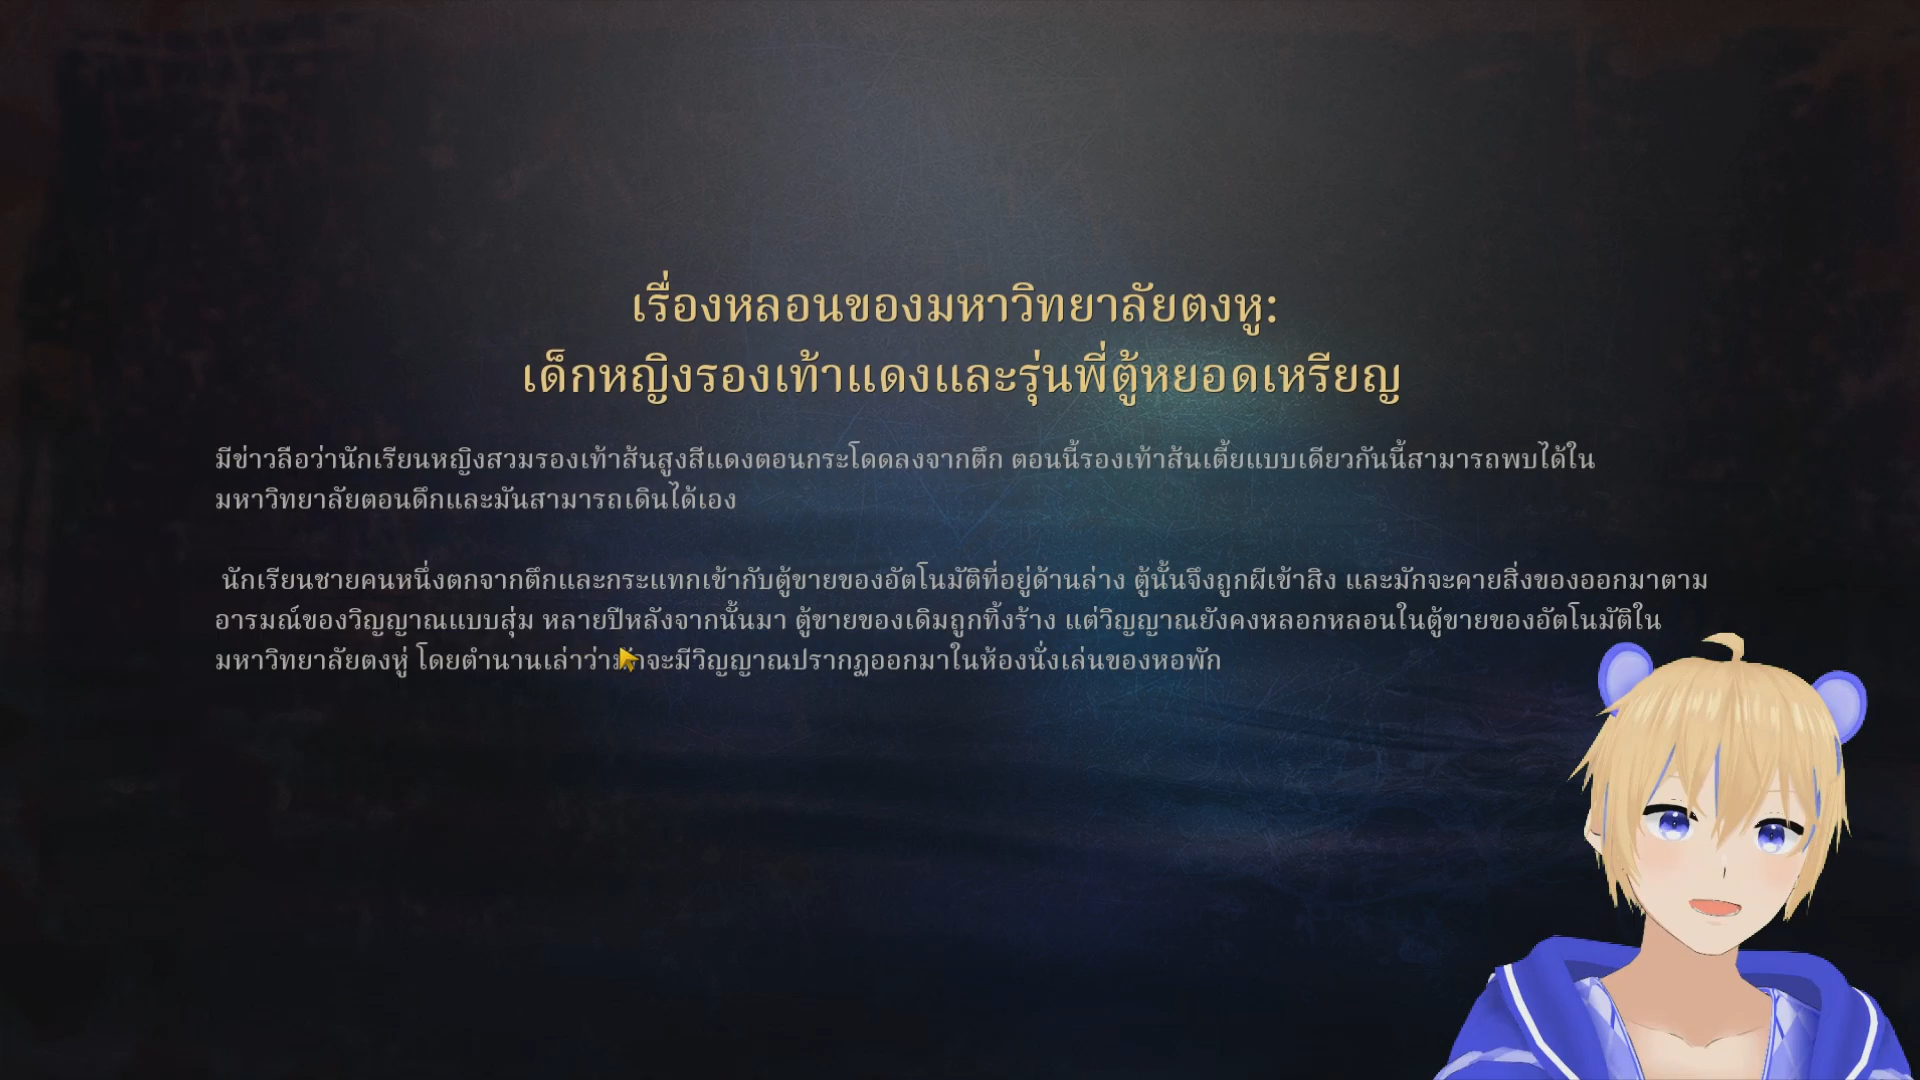 เรื่องหลอนของมหาวิทยาลัยตงหู:
เด็กหญิงรองเท้าแดงและรุ่นพี่ตู้หยอดเหรียญ
มีข่าวลือว่านักเรียนหญิงสวมรองเท้าส้นสูงสีแดงตอนกระโดดลงจากตึก ตอนนี้รองเท้าส้นเตี้ยแบบเดียวกันนี้สามารถพบได้ใน
มหาวิทยาลัยตอนดึกและมันสามารถเดินได้เอง
นักเรียนชายคนหนึ่งตกจากตึกและกระแทกเข้ากับตู้ขายของอัตโนมัติที่อยู่ด้านล่าง ตู้นั้นจึงถูกผีเข้าสิง และมักจะคายสิ่งของออกมาตาม
อารมณ์ของวิญญาณแบบสุ่ม หลายปีหลังจากนั้นมา ตู้ขายของเดิมถูกทิ้งร้าง แต่วิญญาณยังคงหลอกหลอนในตู้ขายของอัตโนมัติใน
มหาวิทยาลัยตงหู่ โดยตำนานเล่าว่ามักจะมีวิญญาณปรากฏออกมาในห้องนั่งเล่นของหอพัก